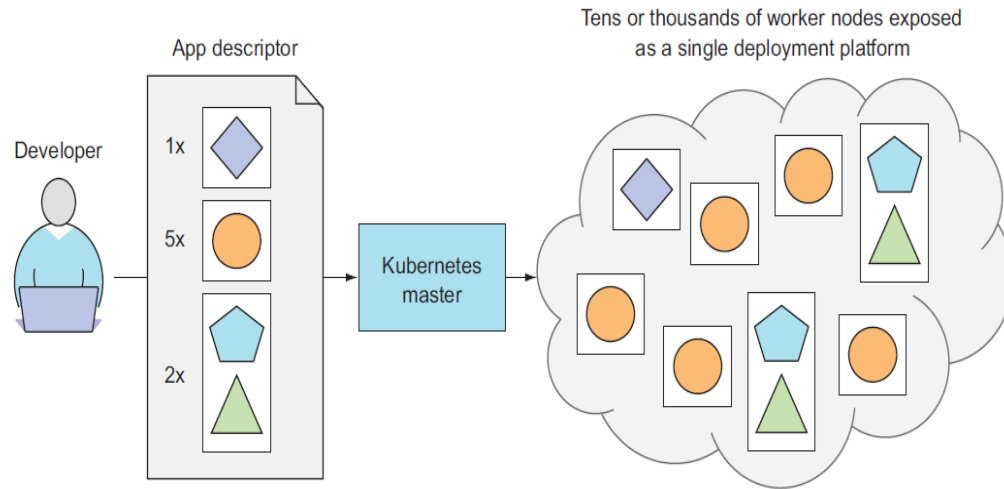 Tens or thousands of worker nodes exposed
as a single deployment platform
App descriptor
Developer
1x
5x
2x
Kubernetes
master